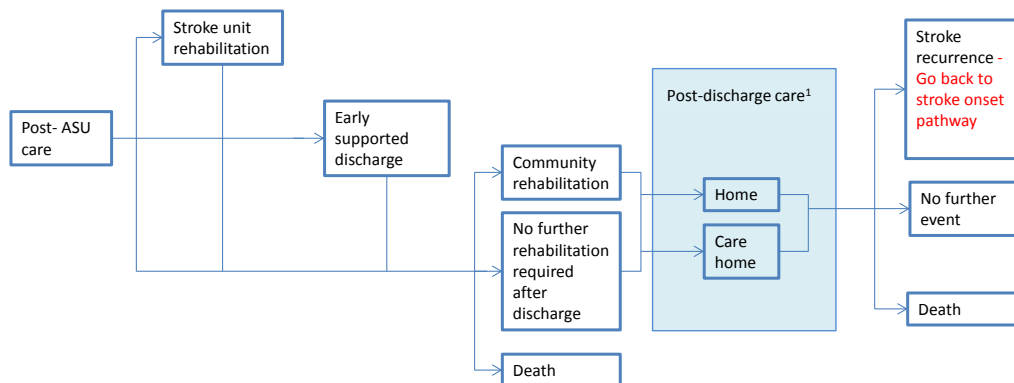 Stroke unit
rehabilitation
Post- ASU
care
Early
supported
discharge
Community
rehabilitation
No further
rehabilitation
required
after
discharge
Death
Post-discharge care¹
Home
Care
home
Stroke
recurrence -
Go back to
stroke onset
pathway
No further
event
Death